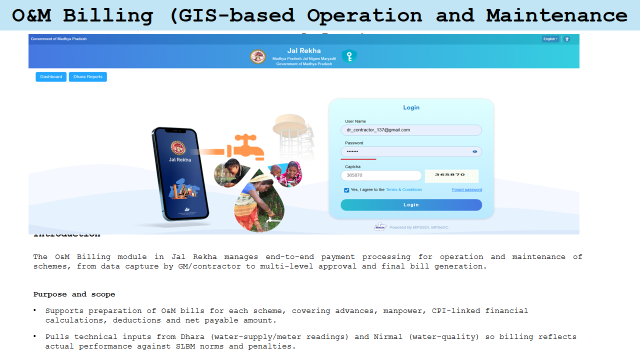 O&M Billing (GIS-based Operation and Maintenance
Government of Madhya Pradesh
English
Jal Rekha
Madhya Pradesh Jal Nigam Maryadit
Government of Madhya Pradesh
Dashboard
Dhara Reports
Login
User Name
dr_contractor_137@gmail.com
Password
••••••
Captcha
365870
365870
Yes, I agree to the Terms & Conditions
Forgot password
Login
Jal Rekha
Powered by
Introduction
The O&M Billing module in Jal Rekha manages end-to-end payment processing for operation and maintenance of
schemes, from data capture by GM/contractor to multi-level approval and final bill generation.
Purpose and scope
• Supports preparation of O&M bills for each scheme, covering advances, manpower, CPI-linked financial
calculations, deductions and net payable amount.
• Pulls technical inputs from Dhara (water-supply/meter readings) and Nirmal (water-quality) so billing reflects
actual performance against SLBM norms and penalties.